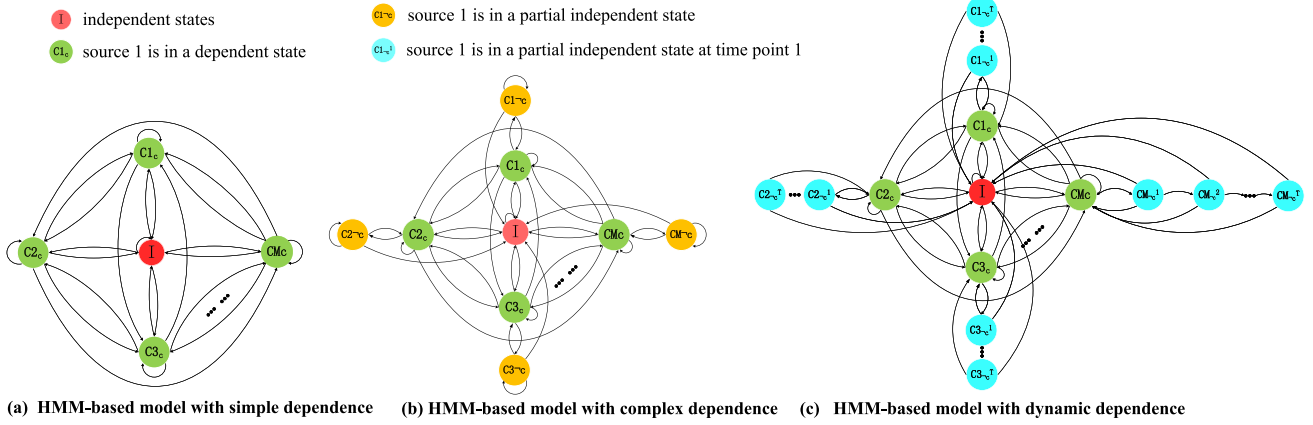 I independent states
C1c source 1 is in a dependent state
C1¬c source 1 is in a partial independent state
C1¬c¹ source 1 is in a partial independent state at time point 1
C1c
C2c
I
CMc
C3c
(a) HMM-based model with simple dependence
C1¬c
C1c
C2¬c
C2c
I
CMc
CM¬c
C3c
C3¬c
(b) HMM-based model with complex dependence
C1¬cᵀ
C1¬c¹
C1c
C2¬cᵀ
C2¬c¹
C2c
I
CMc
CM¬c¹
CM¬c²
CM¬cᵀ
C3c
C3¬c¹
C3¬cᵀ
(c) HMM-based model with dynamic dependence